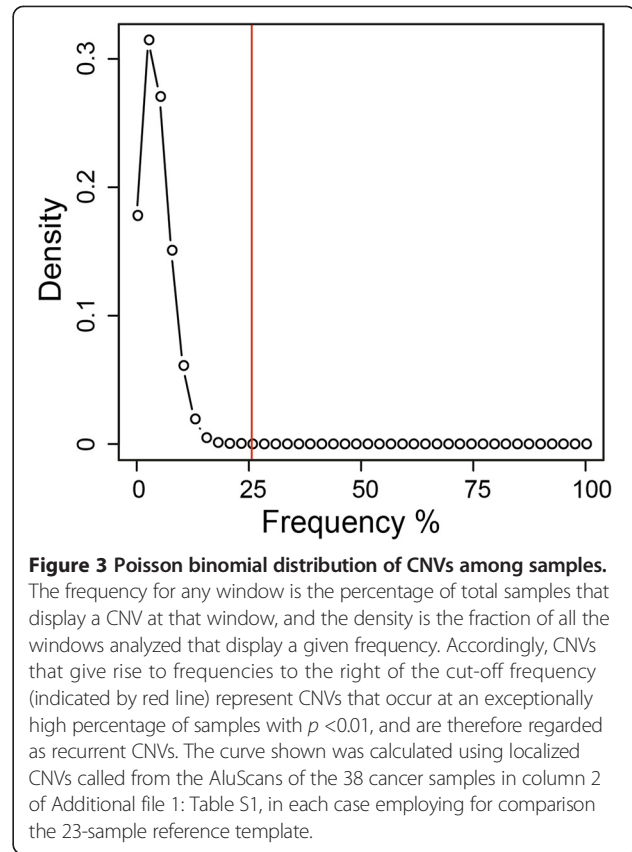 Density
0.3
0.2
0.1
0
0
25
50
75
100
Frequency %
Figure 3 Poisson binomial distribution of CNVs among samples.
The frequency for any window is the percentage of total samples that
display a CNV at that window, and the density is the fraction of all the
windows analyzed that display a given frequency. Accordingly, CNVs
that give rise to frequencies to the right of the cut-off frequency
(indicated by red line) represent CNVs that occur at an exceptionally
high percentage of samples with p <0.01, and are therefore regarded
as recurrent CNVs. The curve shown was calculated using localized
CNVs called from the AluScans of the 38 cancer samples in column 2
of Additional file 1: Table S1, in each case employing for comparison
the 23-sample reference template.